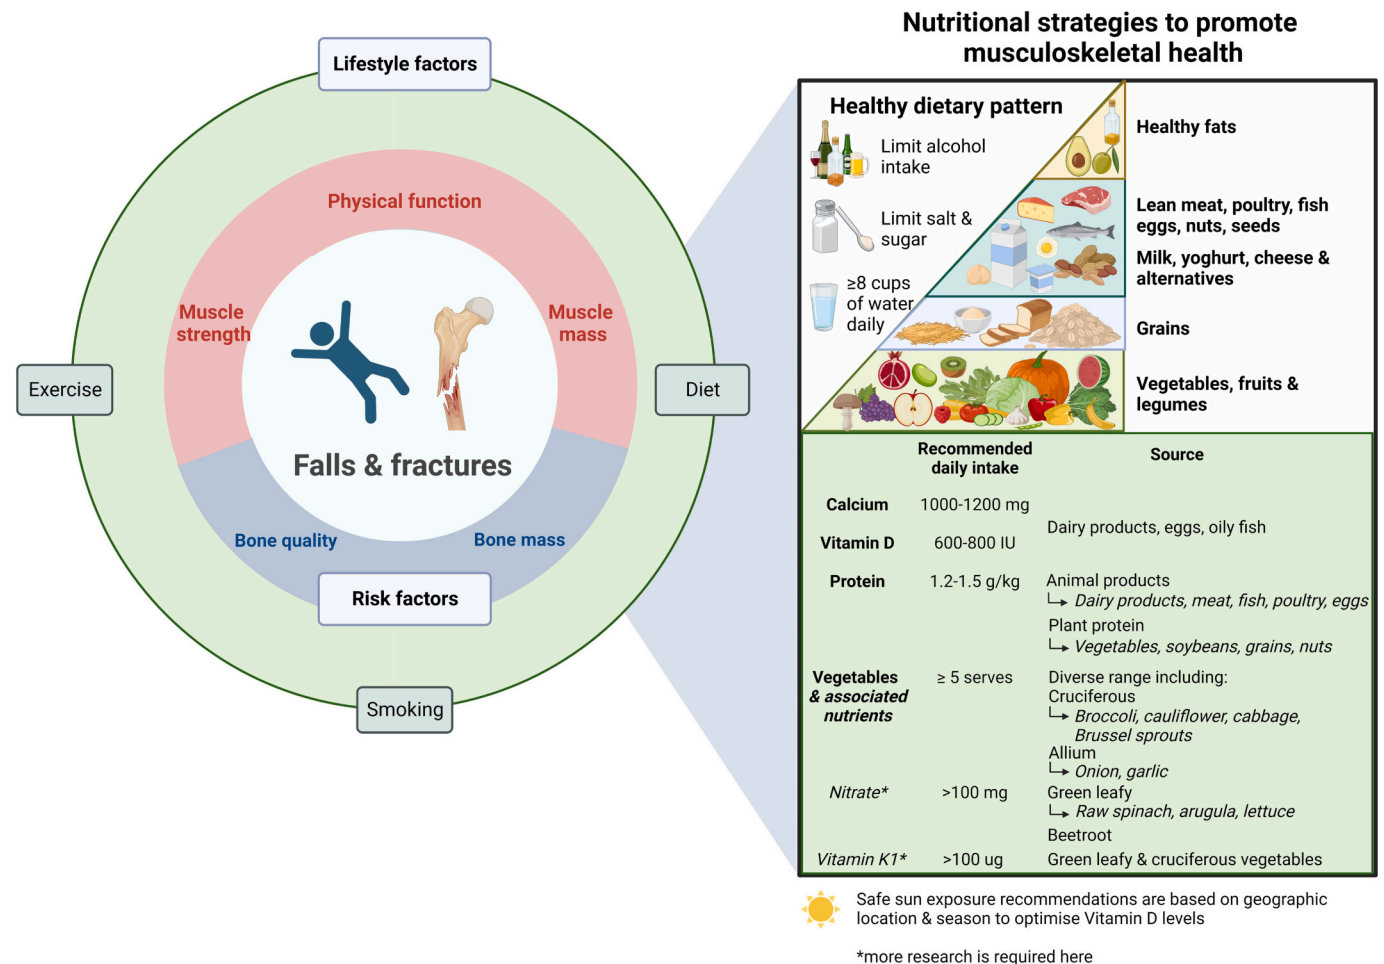 Nutritional strategies to promote
musculoskeletal health
Lifestyle factors
Physical function
Muscle
strength
Muscle
mass
Exercise
Diet
Falls & fractures
Bone quality
Bone mass
Risk factors
Smoking
Healthy dietary pattern
Limit alcohol
intake
Limit salt &
sugar
≥8 cups
of water
daily
Healthy fats
Lean meat, poultry, fish
eggs, nuts, seeds
Milk, yoghurt, cheese &
alternatives
Grains
Vegetables, fruits &
legumes
Recommended
daily intake
Source
Calcium
1000-1200 mg
Dairy products, eggs, oily fish
Vitamin D
600-800 IU
Protein
1.2-1.5 g/kg
Animal products
Dairy products, meat, fish, poultry, eggs
Plant protein
Vegetables, soybeans, grains, nuts
Vegetables
& associated
nutrients
≥ 5 serves
Diverse range including:
Cruciferous
Broccoli, cauliflower, cabbage,
Brussel sprouts
Allium
Onion, garlic
Nitrate*
>100 mg
Green leafy
Raw spinach, arugula, lettuce
Beetroot
Vitamin K1*
>100 ug
Green leafy & cruciferous vegetables
Safe sun exposure recommendations are based on geographic
location & season to optimise Vitamin D levels
*more research is required here